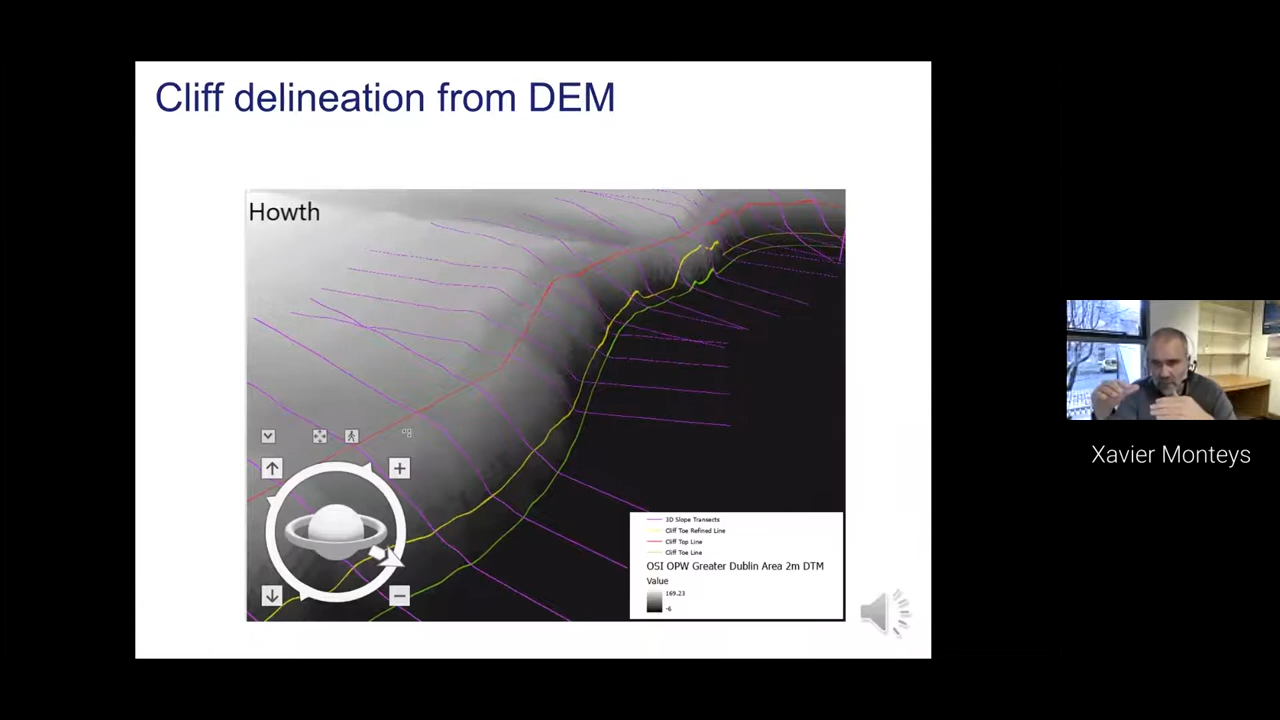 Cliff delineation from DEM
Howth
3D Slope Transects
Cliff Toe Refined Line
Cliff Top Line
Cliff Toe Line
OSI OPW Greater Dublin Area 2m DTM
Value
169.23
-6
Xavier Monteys